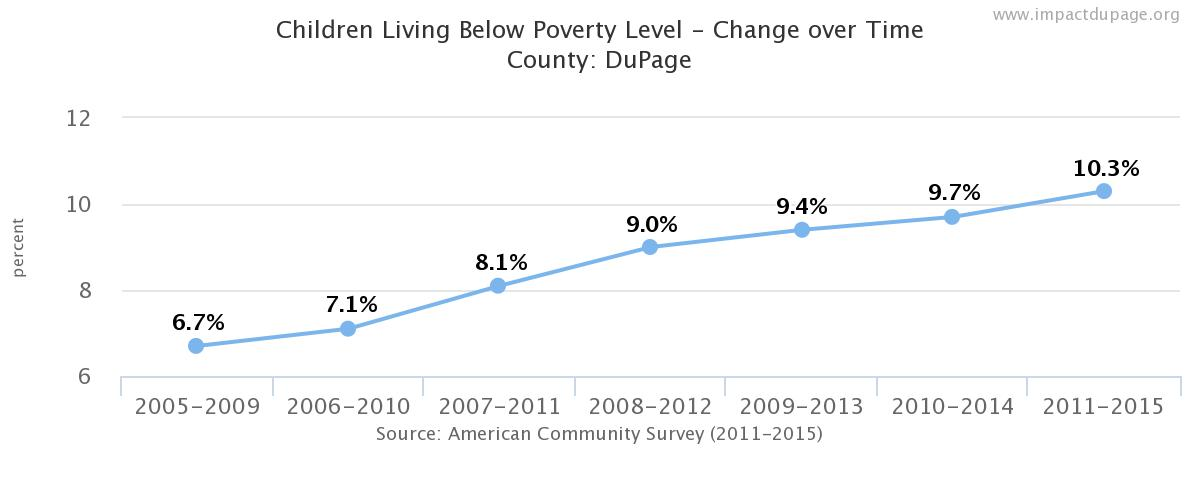 www.impactdupage.org
Children Living Below Poverty Level – Change over Time
County: DuPage
12
10
8
6
percent
6.7%
7.1%
8.1%
9.0%
9.4%
9.7%
10.3%
2005–2009 2006–2010 2007–2011 2008–2012 2009–2013 2010–2014 2011–2015
Source: American Community Survey (2011–2015)